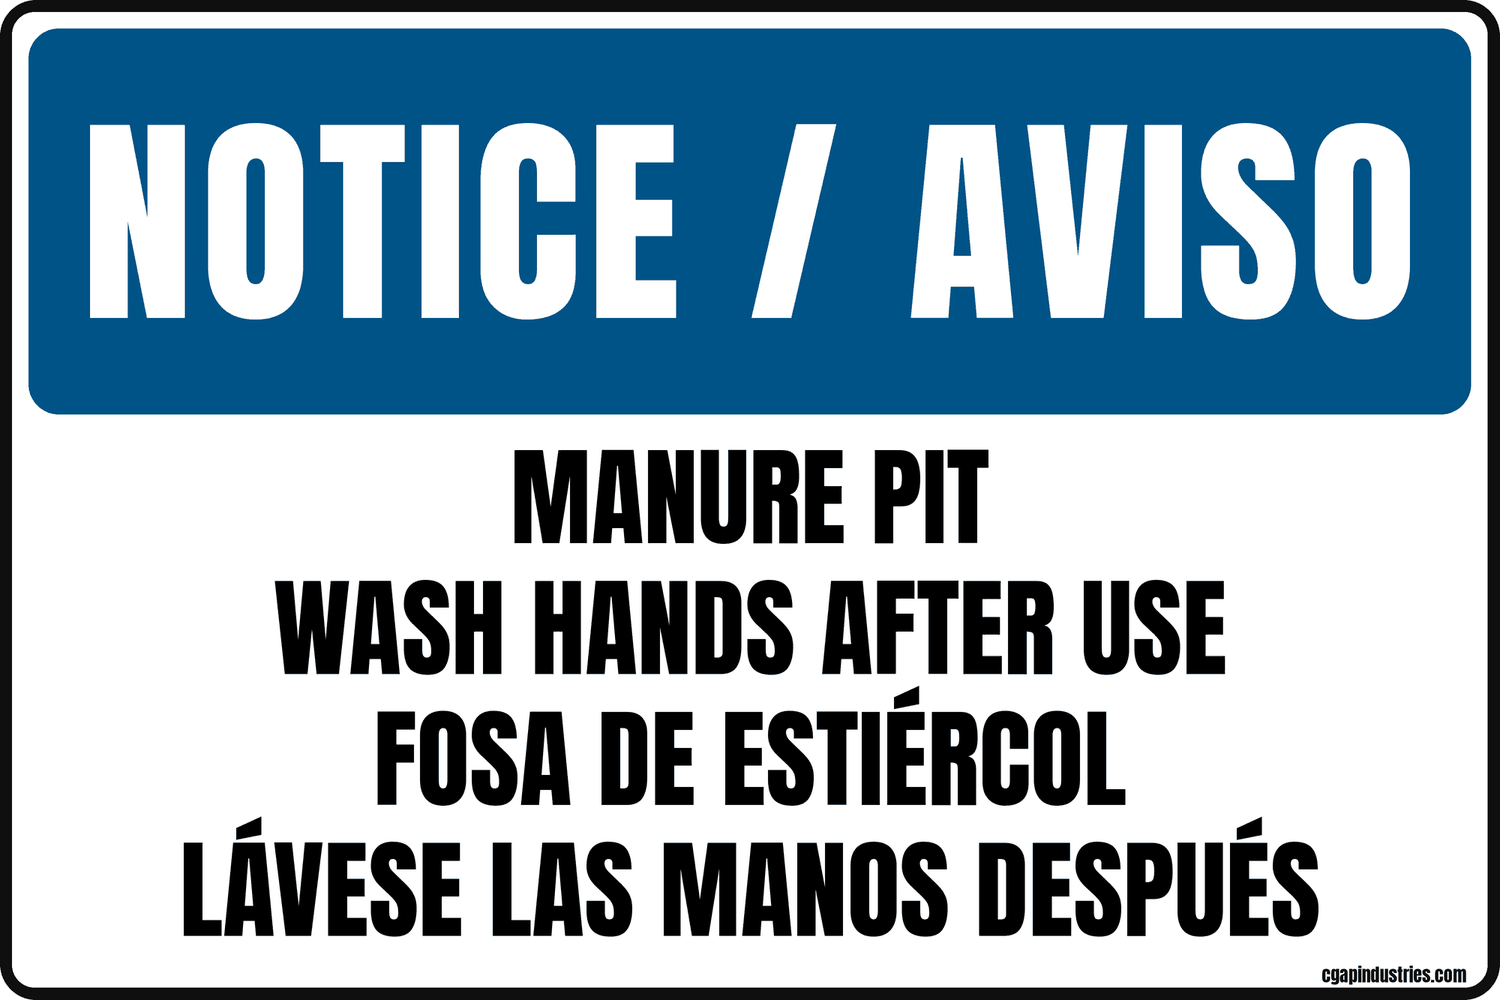 NOTICE / AVISO
MANURE PIT
WASH HANDS AFTER USE
FOSA DE ESTIÉRCOL
LÁVESE LAS MANOS DESPUÉS
cgapindustries.com